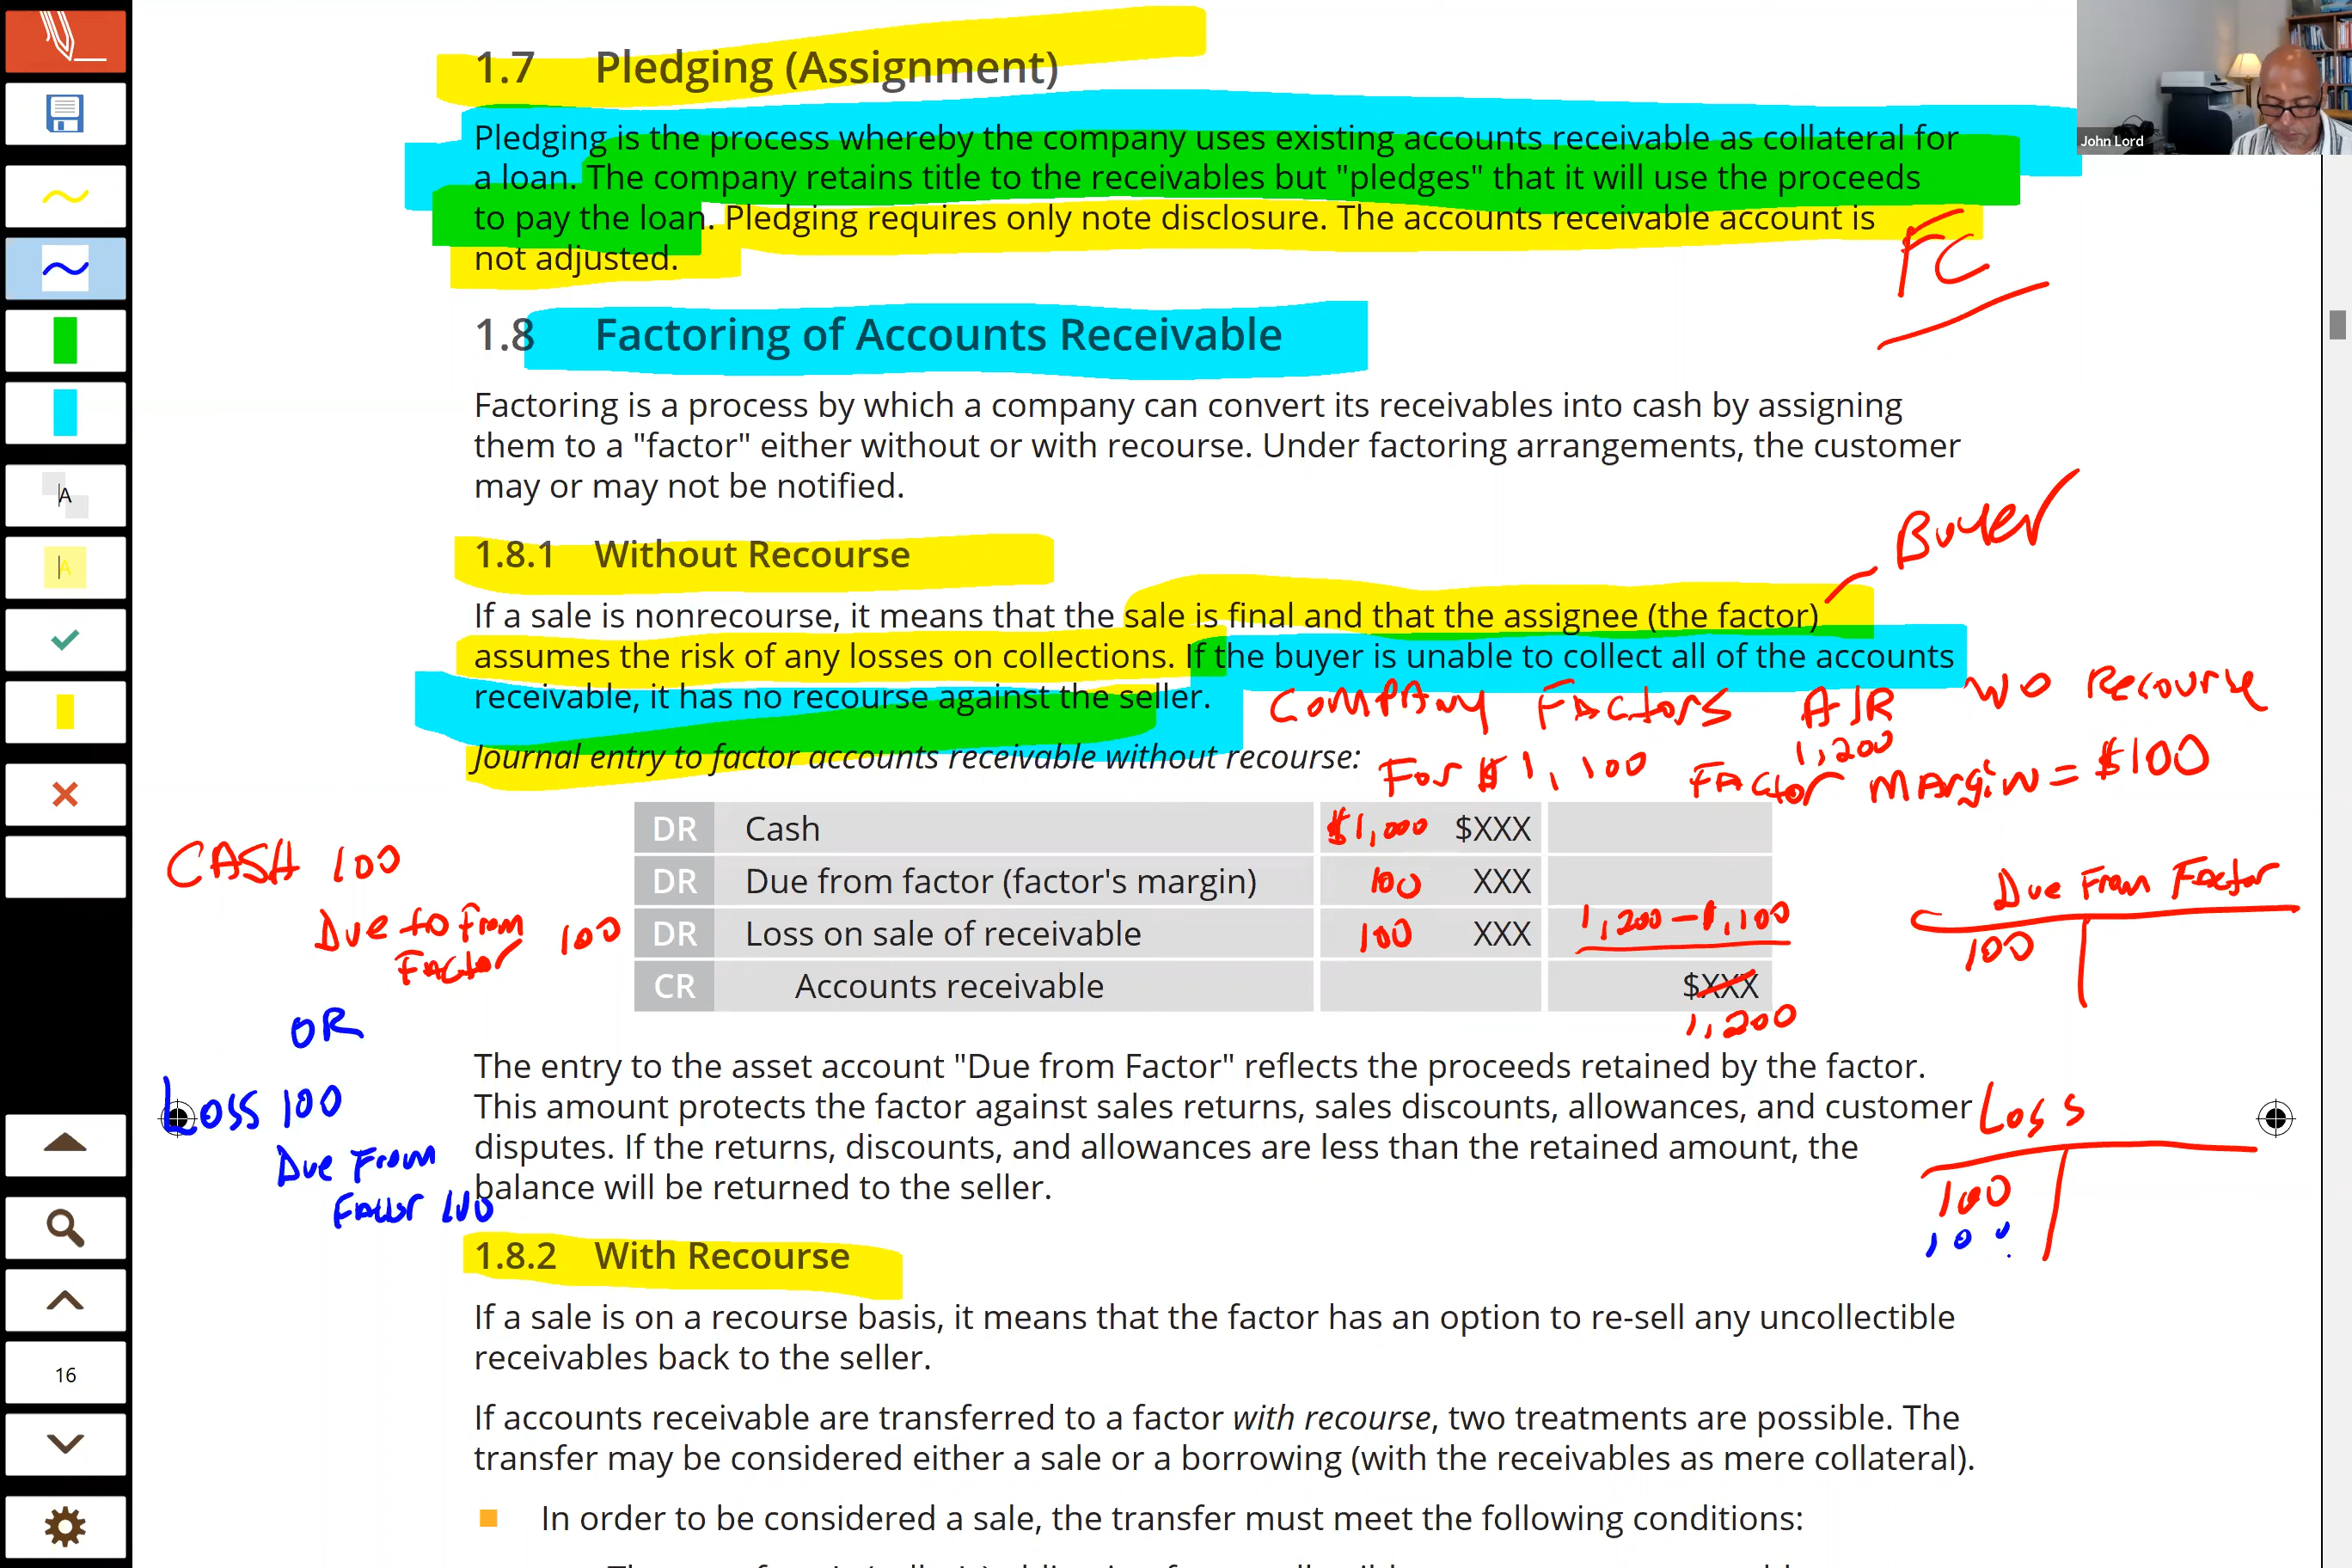 1.7 Pledging (Assignment)
Pledging is the process whereby the company uses existing accounts receivable as collateral for
a loan. The company retains title to the receivables but "pledges" that it will use the proceeds
to pay the loan. Pledging requires only note disclosure. The accounts receivable account is
not adjusted.
John Lord
FC
1.8 Factoring of Accounts Receivable
Factoring is a process by which a company can convert its receivables into cash by assigning
them to a "factor" either without or with recourse. Under factoring arrangements, the customer
may or may not be notified.
Buyer
1.8.1 Without Recourse
If a sale is nonrecourse, it means that the sale is final and that the assignee (the factor)
assumes the risk of any losses on collections. If the buyer is unable to collect all of the accounts
receivable, it has no recourse against the seller.
Company Factors A/R WO Recourse
1,200
Journal entry to factor accounts receivable without recourse:
For $1,100 Factor Margin = $100
DR Cash $1,000 $XXX
DR Due from factor (factor's margin) 100 XXX
DR Loss on sale of receivable 100 XXX 1,200 - 1,100
CR Accounts receivable $XXX
1,200
CASH 100
Due to From
Factor 100
OR
Loss 100
Due From
Factor 100
Due From Factor
100
The entry to the asset account "Due from Factor" reflects the proceeds retained by the factor.
This amount protects the factor against sales returns, sales discounts, allowances, and customer
disputes. If the returns, discounts, and allowances are less than the retained amount, the
balance will be returned to the seller.
Loss
100
100
1.8.2 With Recourse
If a sale is on a recourse basis, it means that the factor has an option to re-sell any uncollectible
receivables back to the seller.
If accounts receivable are transferred to a factor with recourse, two treatments are possible. The
transfer may be considered either a sale or a borrowing (with the receivables as mere collateral).
In order to be considered a sale, the transfer must meet the following conditions:
A
A
16